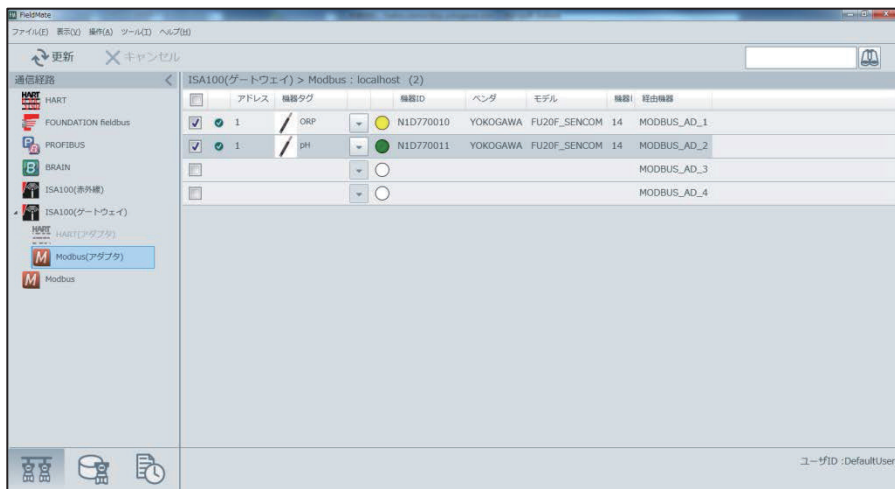 FieldMate
ファイル(F) 表示(V) 操作(A) ツール(T) ヘルプ(H)
更新 キャンセル
通信経路
ISA100(ゲートウェイ) > Modbus : localhost (2)
アドレス 機器タグ 機器ID ベンダ モデル 機器 経由機器
HART HART
FOUNDATION fieldbus
PROFIBUS
BRAIN
ISA100(赤外線)
ISA100(ゲートウェイ)
HART HART(アダプタ)
M Modbus(アダプタ)
M Modbus
1 ORP N1D770010 YOKOGAWA FU20F_SENCOM 14 MODBUS_AD_1
1 pH N1D770011 YOKOGAWA FU20F_SENCOM 14 MODBUS_AD_2
MODBUS_AD_3
MODBUS_AD_4
ユーザID :DefaultUser